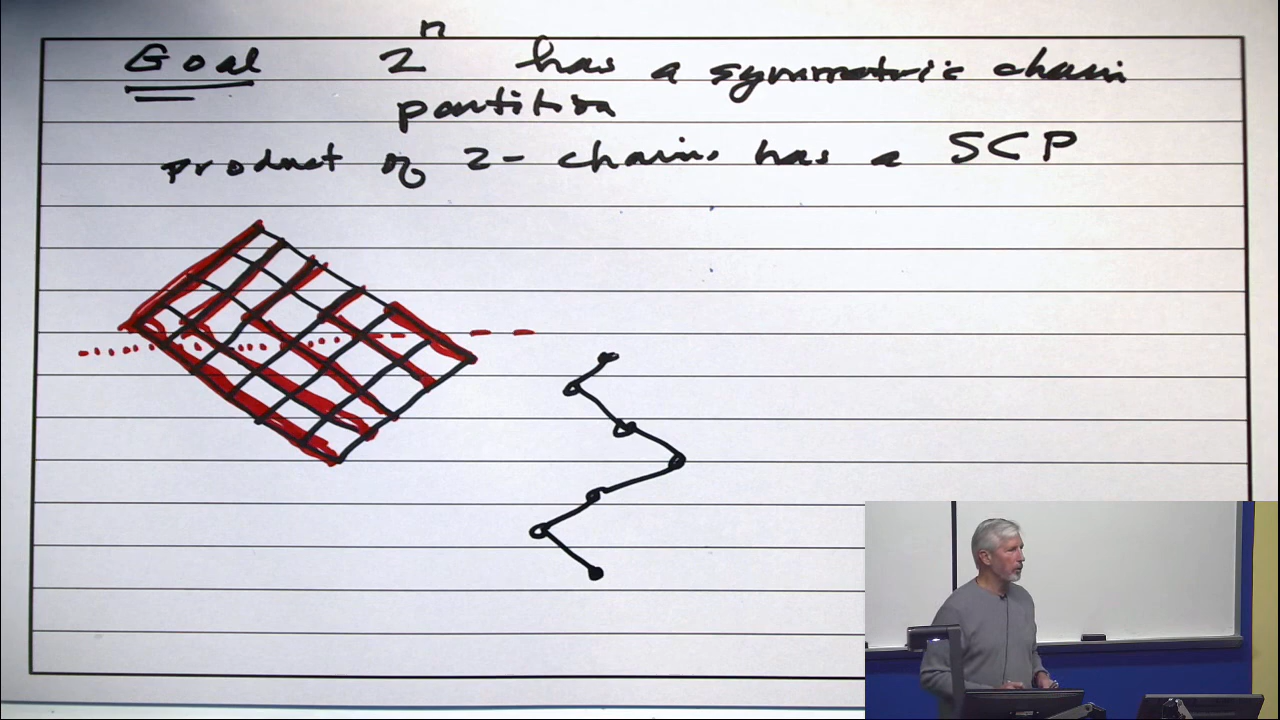 Goal 2^n has a symmetric chain
partition
product of 2-chains has a SCP